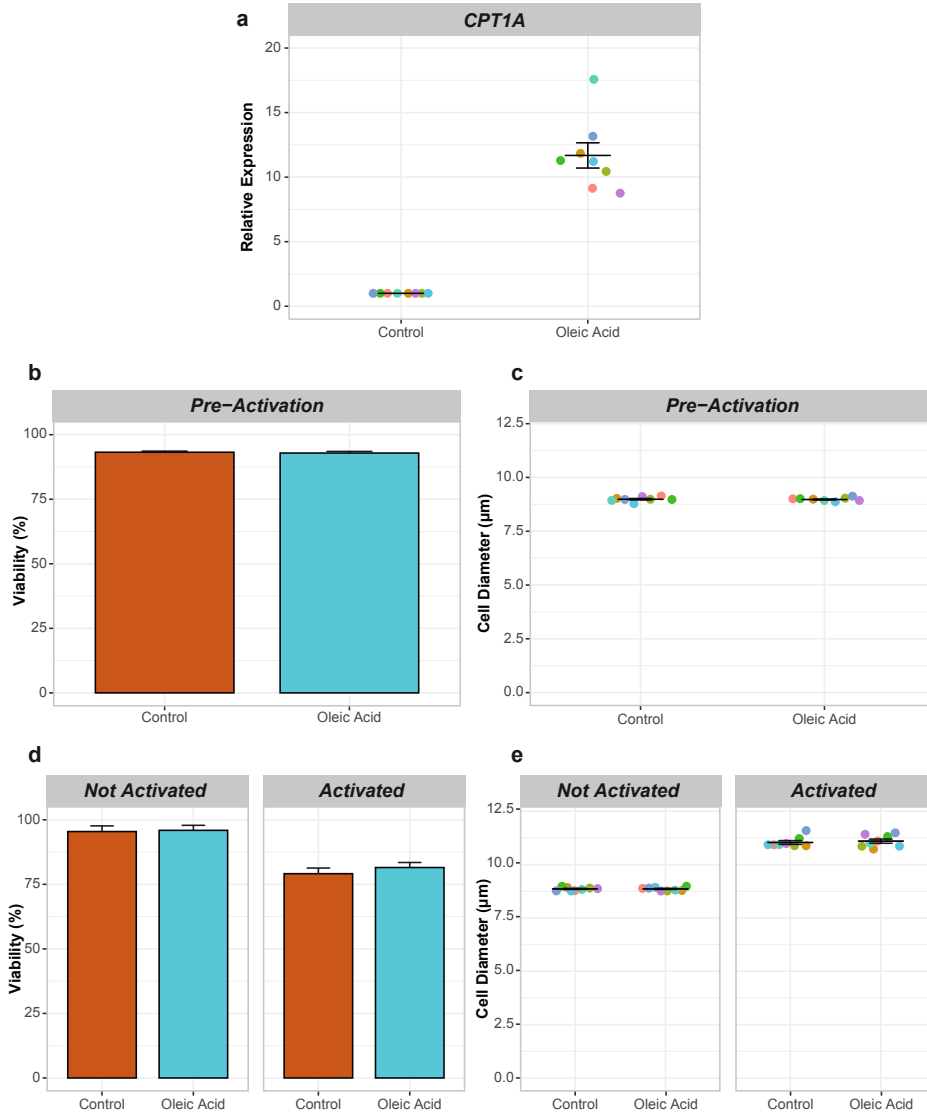 a
CPT1A
Relative Expression
20
15
10
5
0
Control
Oleic Acid
b
Pre−Activation
Viability (%)
100
75
50
25
0
Control
Oleic Acid
c
Pre−Activation
Cell Diameter (μm)
12.5
10.0
7.5
5.0
2.5
0.0
Control
Oleic Acid
d
Not Activated
Activated
Viability (%)
100
75
50
25
0
Control
Oleic Acid
Control
Oleic Acid
e
Not Activated
Activated
Cell Diameter (μm)
12.5
10.0
7.5
5.0
2.5
0.0
Control
Oleic Acid
Control
Oleic Acid